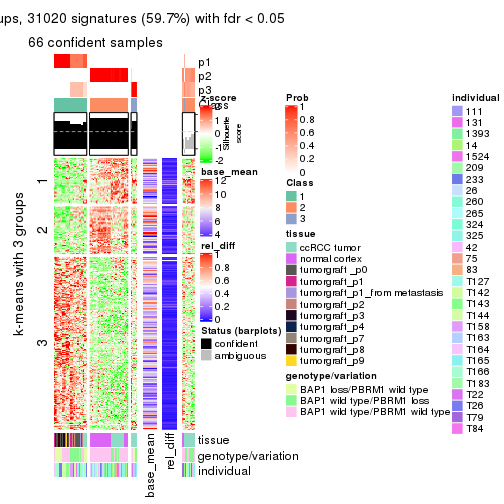 ups, 31020 signatures (59.7%) with fdr < 0.05
66 confident samples
p1
p2
p3
Class
z-score
2
1
0
-1
-2
Silhouette
score
k-means with 3 groups
1
2
3
base_mean
12
10
8
6
4
rel_diff
1
0.8
0.6
0.4
0.2
0
Status (barplots)
confident
ambiguous
tissue
genotype/variation
individual
base_mean
rel_diff
Prob
1
0.8
0.6
0.4
0.2
0
Class
1
2
3
tissue
ccRCC tumor
normal cortex
tumorgraft _p0
tumorgraft_p1
tumorgraft_p1_from metastasis
tumorgraft_p2
tumorgraft_p3
tumorgraft_p4
tumorgraft_p7
tumorgraft_p8
tumorgraft_p9
genotype/variation
BAP1 loss/PBRM1 wild type
BAP1 wild type/PBRM1 loss
BAP1 wild type/PBRM1 wild type
individual
111
131
1393
14
1524
209
233
26
260
265
324
325
42
75
83
T127
T142
T143
T144
T158
T163
T164
T165
T166
T183
T22
T26
T79
T84